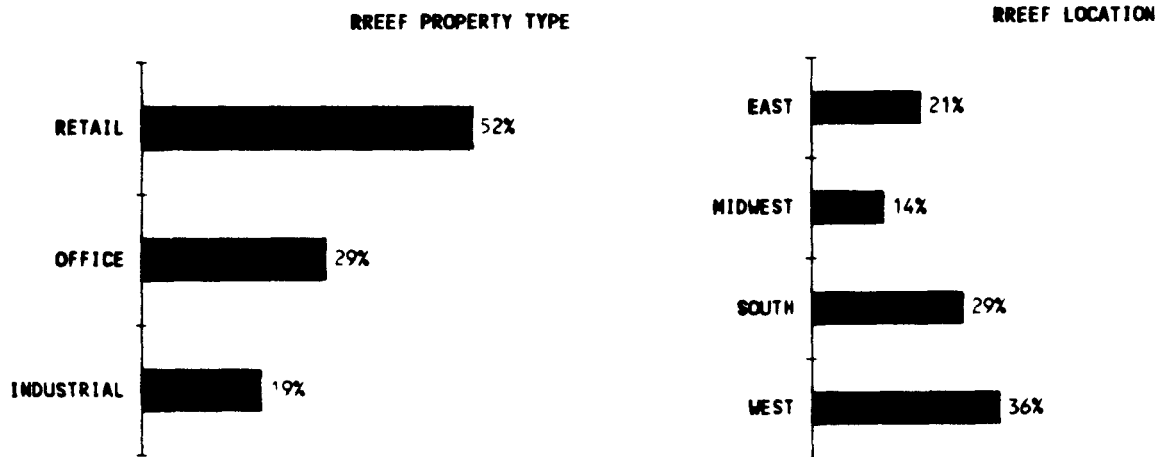 RREEF PROPERTY TYPE
RETAIL 52%
OFFICE 29%
INDUSTRIAL 19%
RREEF LOCATION
EAST 21%
MIDWEST 14%
SOUTH 29%
WEST 36%